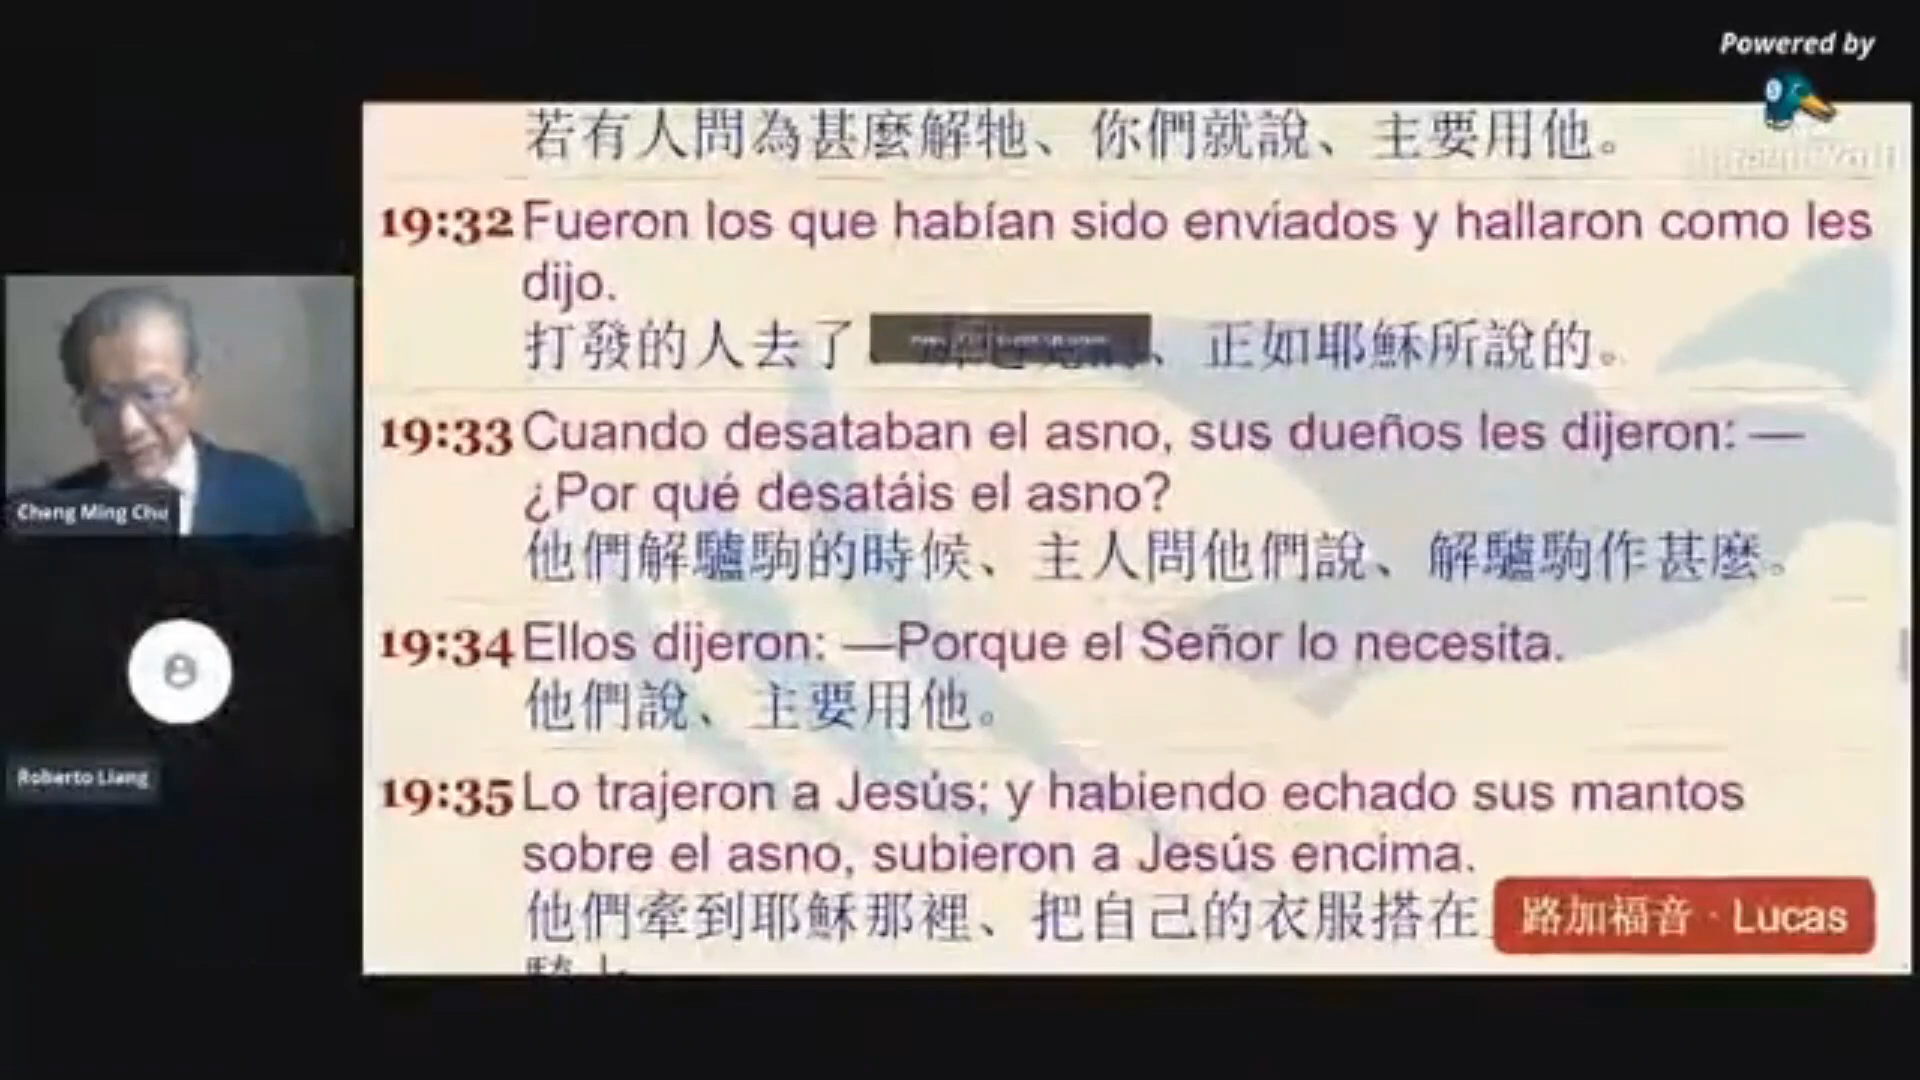 Powered by
若有人問為甚麼解牠、你們就說、主要用他。
19:32 Fueron los que habían sido enviados y hallaron como les
dijo.
打發的人去了、 、正如耶穌所說的。
19:33 Cuando desataban el asno, sus dueños les dijeron: —
¿Por qué desatáis el asno?
他們解驢駒的時候、主人問他們說、解驢駒作甚麼。
19:34 Ellos dijeron: —Porque el Señor lo necesita.
他們說、主要用他。
19:35 Lo trajeron a Jesús; y habiendo echado sus mantos
sobre el asno, subieron a Jesús encima.
他們牽到耶穌那裡、把自己的衣服搭在
路加福音 · Lucas
Cheng Ming Chu
Roberto Liang